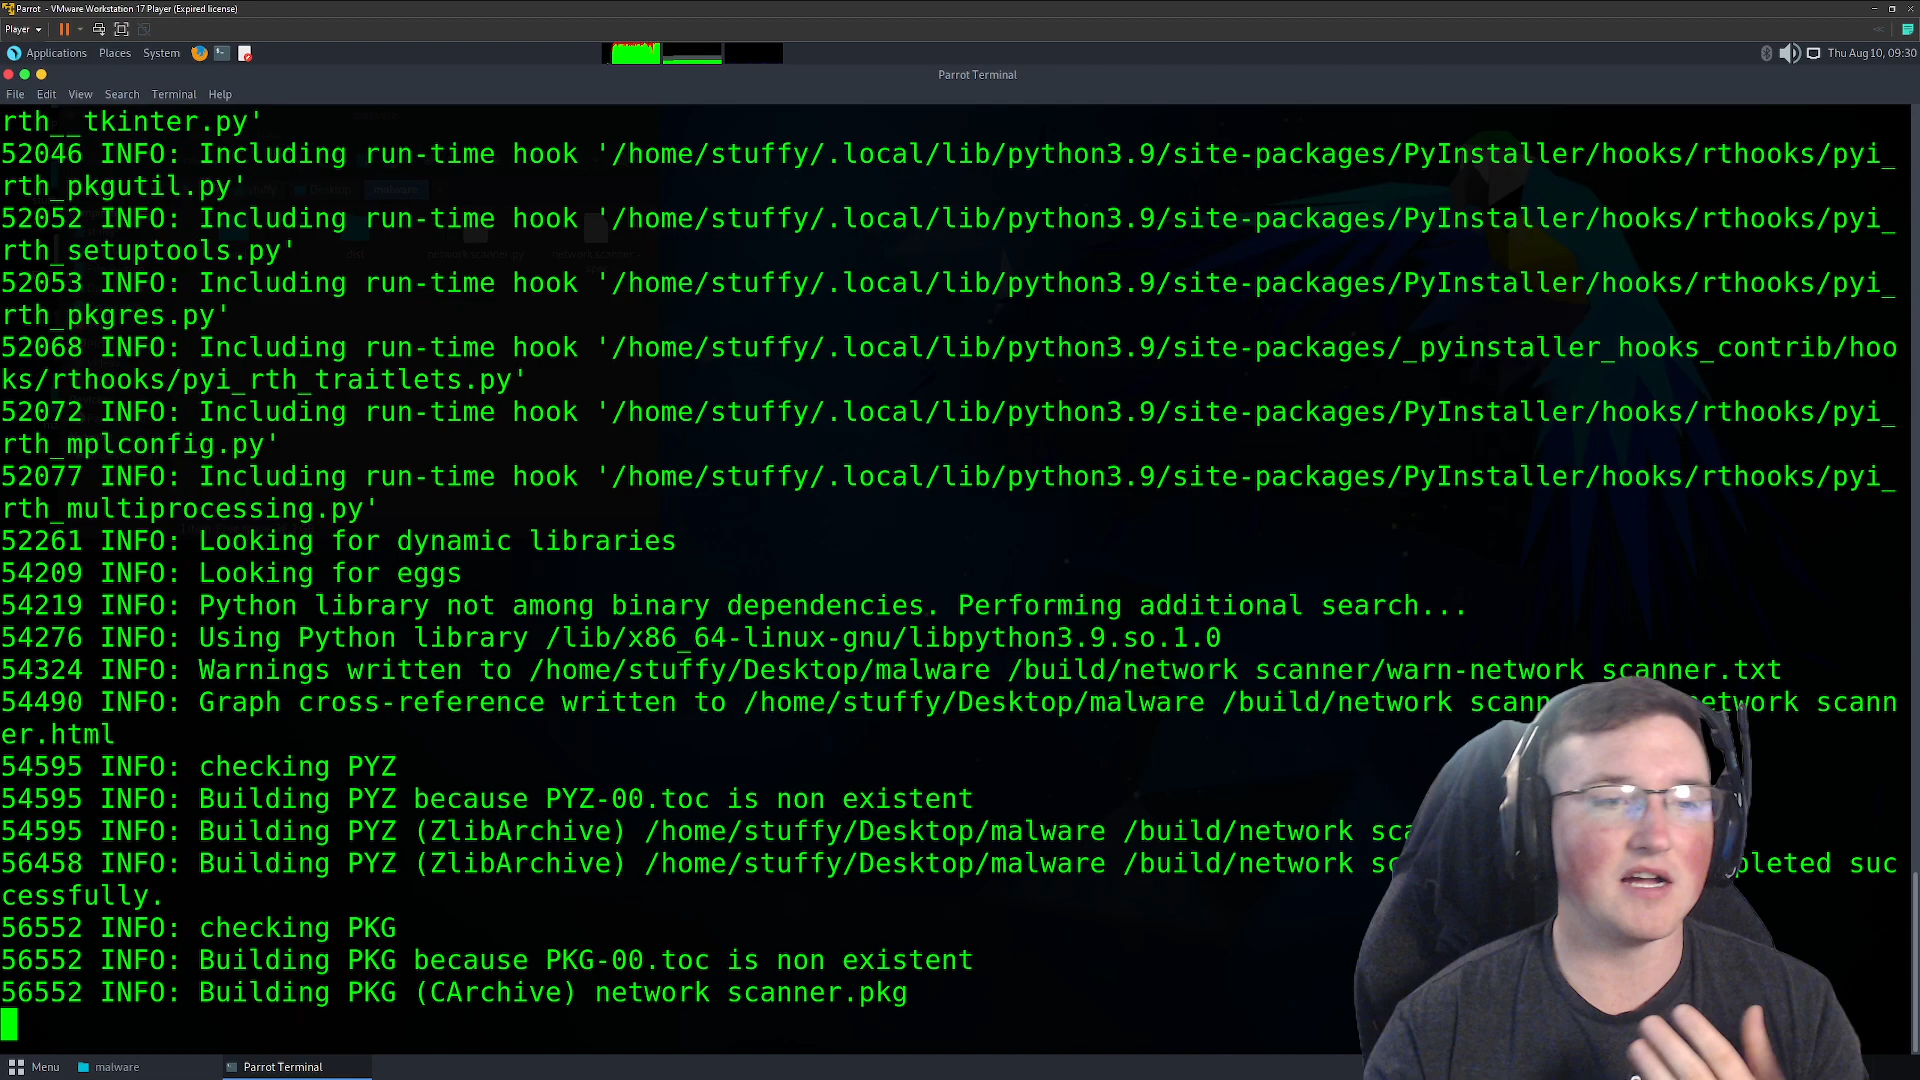 Parrot - VMware Workstation 17 Player (Expired license)
Player
Applications Places System
Thu Aug 10, 09:30
Parrot Terminal
File Edit View Search Terminal Help
rth__tkinter.py'
52046 INFO: Including run-time hook '/home/stuffy/.local/lib/python3.9/site-packages/PyInstaller/hooks/rthooks/pyi_
rth_pkgutil.py'
52052 INFO: Including run-time hook '/home/stuffy/.local/lib/python3.9/site-packages/PyInstaller/hooks/rthooks/pyi_
rth_setuptools.py'
52053 INFO: Including run-time hook '/home/stuffy/.local/lib/python3.9/site-packages/PyInstaller/hooks/rthooks/pyi_
rth_pkgres.py'
52068 INFO: Including run-time hook '/home/stuffy/.local/lib/python3.9/site-packages/_pyinstaller_hooks_contrib/hoo
ks/rthooks/pyi_rth_traitlets.py'
52072 INFO: Including run-time hook '/home/stuffy/.local/lib/python3.9/site-packages/PyInstaller/hooks/rthooks/pyi_
rth_mplconfig.py'
52077 INFO: Including run-time hook '/home/stuffy/.local/lib/python3.9/site-packages/PyInstaller/hooks/rthooks/pyi_
rth_multiprocessing.py'
52261 INFO: Looking for dynamic libraries
54209 INFO: Looking for eggs
54219 INFO: Python library not among binary dependencies. Performing additional search...
54276 INFO: Using Python library /lib/x86_64-linux-gnu/libpython3.9.so.1.0
54324 INFO: Warnings written to /home/stuffy/Desktop/malware /build/network scanner/warn-network scanner.txt
54490 INFO: Graph cross-reference written to /home/stuffy/Desktop/malware /build/network scann etwork scann
er.html
54595 INFO: checking PYZ
54595 INFO: Building PYZ because PYZ-00.toc is non existent
54595 INFO: Building PYZ (ZlibArchive) /home/stuffy/Desktop/malware /build/network sc
56458 INFO: Building PYZ (ZlibArchive) /home/stuffy/Desktop/malware /build/network sc pleted suc
cessfully.
56552 INFO: checking PKG
56552 INFO: Building PKG because PKG-00.toc is non existent
56552 INFO: Building PKG (CArchive) network scanner.pkg
Menu malware Parrot Terminal